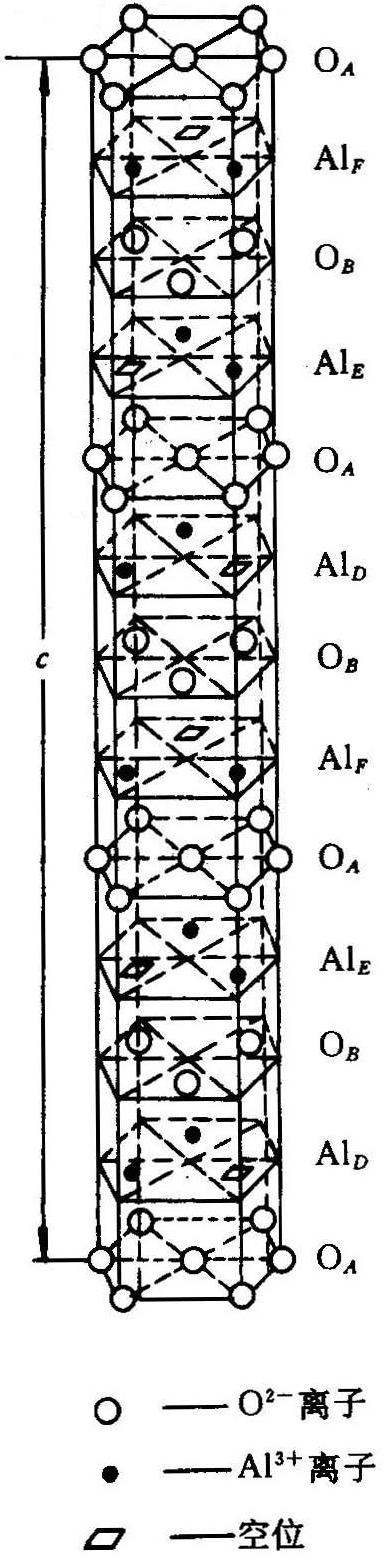 O_A
Al_F
O_B
Al_E
O_A
Al_D
c
O_B
Al_F
O_A
Al_E
O_B
Al_D
O_A
O²⁻离子
Al³⁺离子
空位